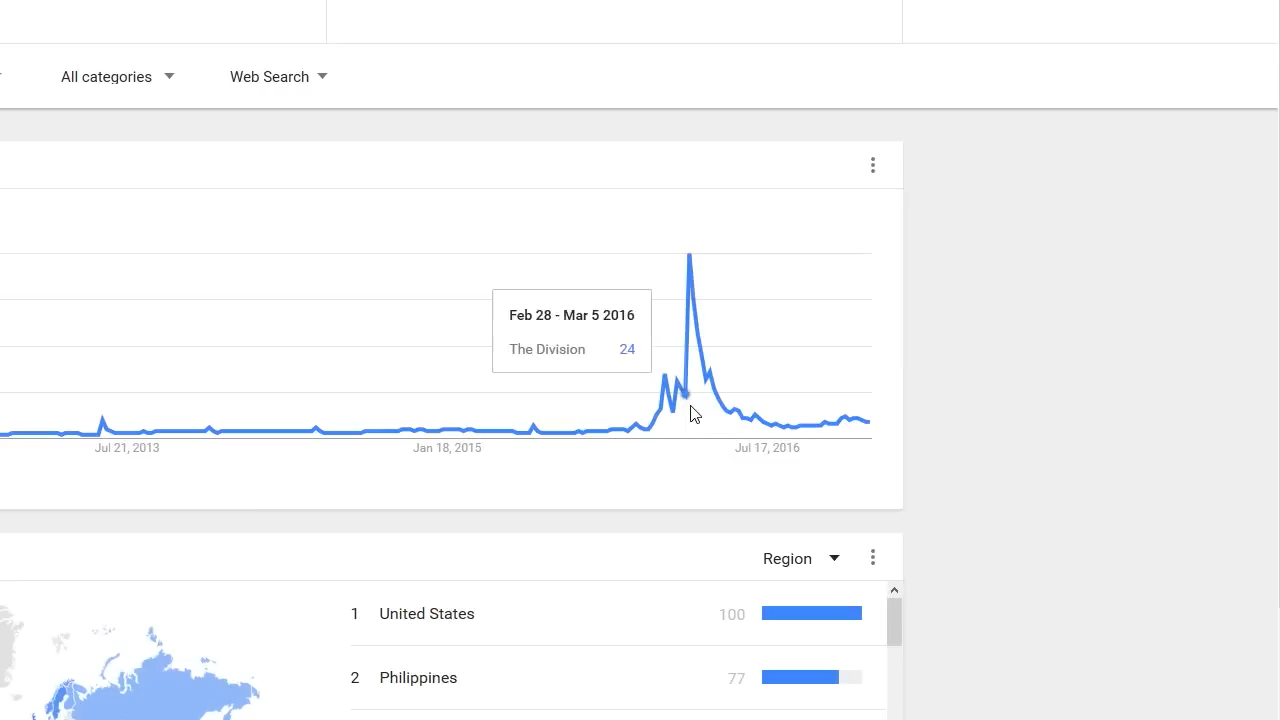 All categories
Web Search
Feb 28 - Mar 5 2016
The Division 24
Jul 21, 2013
Jan 18, 2015
Jul 17, 2016
Region
1 United States 100
2 Philippines 77